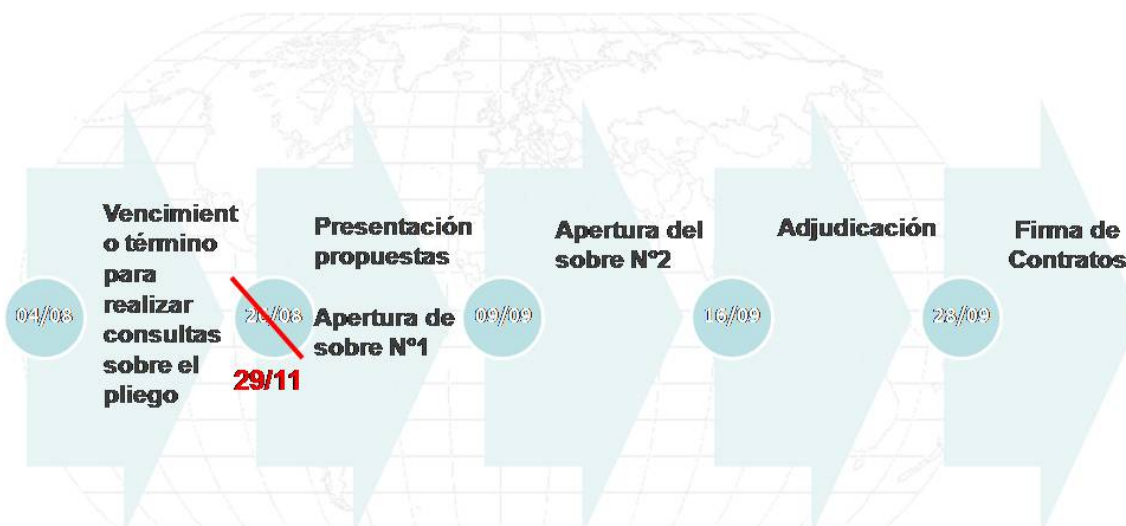 04/08
Vencimient
o término
para
realizar
consultas
sobre el
pliego
29/11
Presentación
propuestas
Apertura de
sobre Nº1
09/09
Apertura del
sobre Nº2
16/09
Adjudicación
28/09
Firma de
Contratos